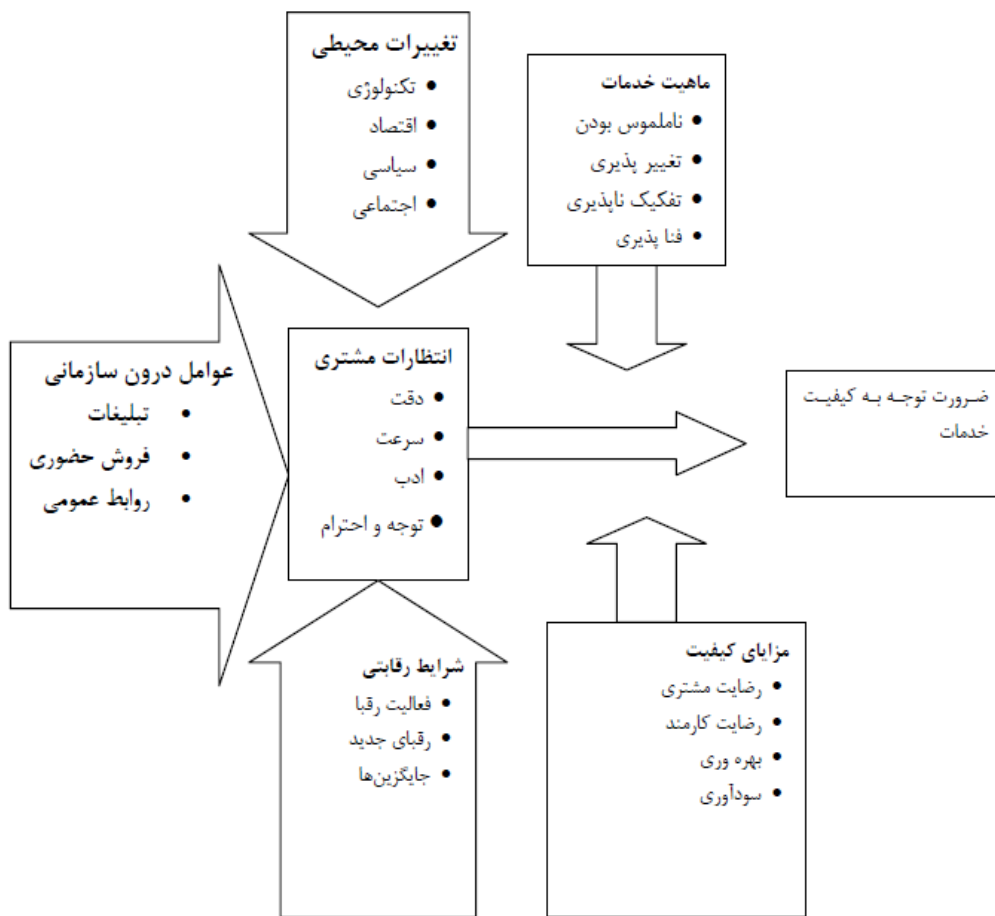 تغییرات محیطی
• تکنولوژی
• اقتصاد
• سیاسی
• اجتماعی
ماهیت خدمات
• ناملموس بودن
• تغییر پذیری
• تفکیک ناپذیری
• فنا پذیری
عوامل درون سازمانی
• تبلیغات
• فروش حضوری
• روابط عمومی
انتظارات مشتری
• دقت
• سرعت
• ادب
• توجه و احترام
ضرورت توجه به کیفیت
خدمات
شرایط رقابتی
• فعالیت رقبا
• رقبای جدید
• جایگزین‌ها
مزایای کیفیت
• رضایت مشتری
• رضایت کارمند
• بهره وری
• سودآوری